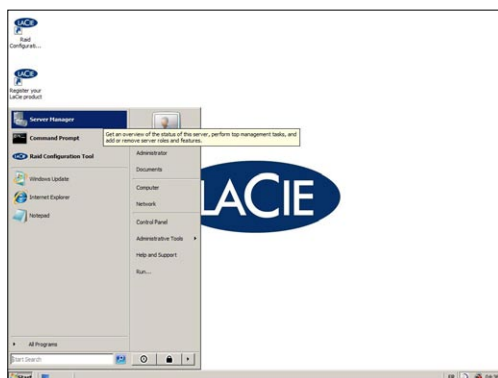 LACIE
Raid
Configurati...
LACIE
Register your
LaCie product
Server Manager
Get an overview of the status of this server, perform top management tasks, and
add or remove server roles and features.
Command Prompt
Raid Configuration Tool
Windows Update
Internet Explorer
Notepad
All Programs
Start Search
Administrator
Documents
Computer
Network
Control Panel
Administrative Tools
Help and Support
Run...
LACIE
Start